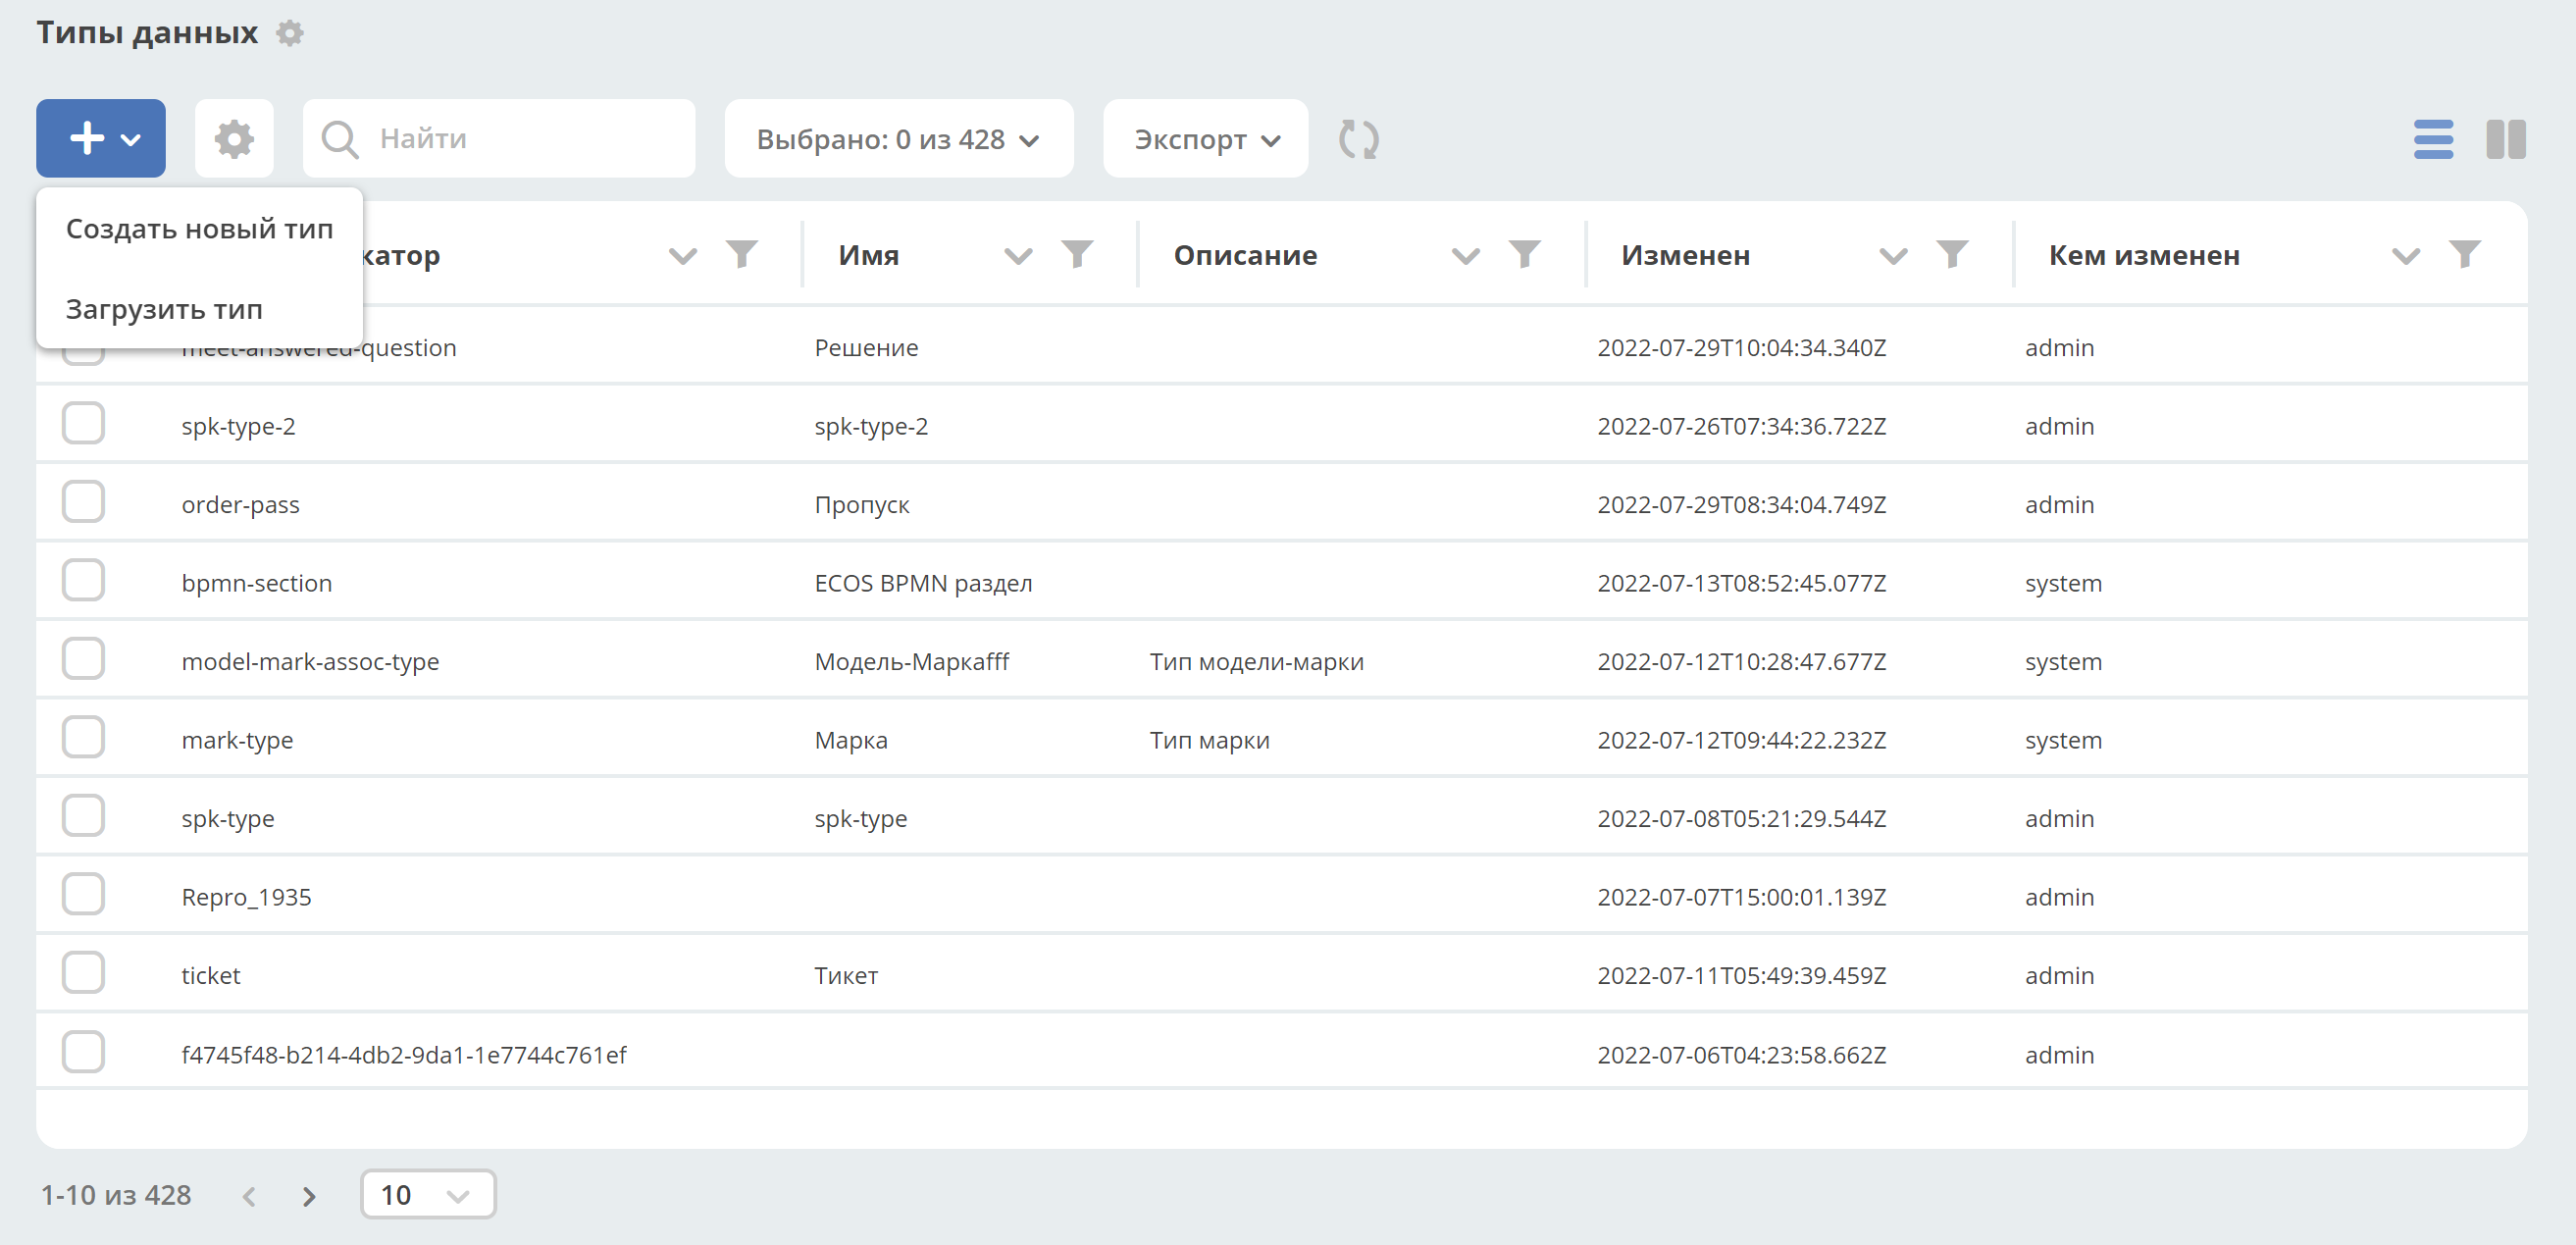 Типы данных
Найти
Выбрано: 0 из 428
Экспорт
Создать новый тип
Загрузить тип
катор Имя Описание Изменен Кем изменен
meet-answered-question Решение 2022-07-29T10:04:34.340Z admin
spk-type-2 spk-type-2 2022-07-26T07:34:36.722Z admin
order-pass Пропуск 2022-07-29T08:34:04.749Z admin
bpmn-section ECOS BPMN раздел 2022-07-13T08:52:45.077Z system
model-mark-assoc-type Модель-Маркаfff Тип модели-марки 2022-07-12T10:28:47.677Z system
mark-type Марка Тип марки 2022-07-12T09:44:22.232Z system
spk-type spk-type 2022-07-08T05:21:29.544Z admin
Repro_1935 2022-07-07T15:00:01.139Z admin
ticket Тикет 2022-07-11T05:49:39.459Z admin
f4745f48-b214-4db2-9da1-1e7744c761ef 2022-07-06T04:23:58.662Z admin
1-10 из 428 10